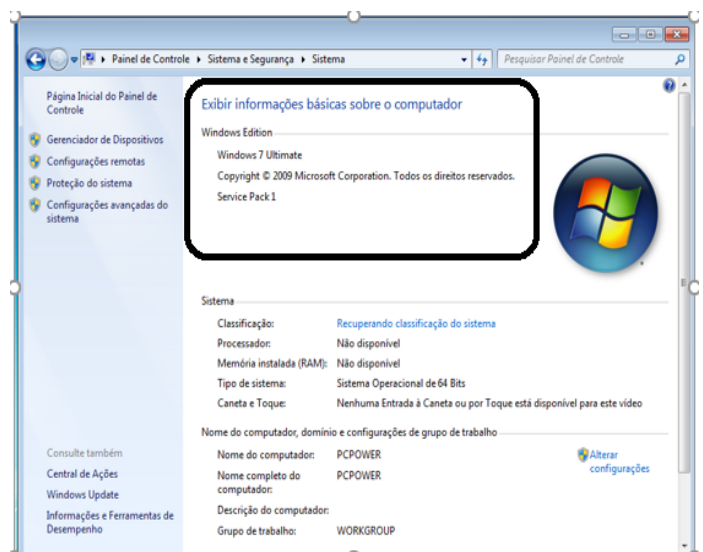 Painel de Controle Sistema e Segurança Sistema
Pesquisar Painel de Controle
Página Inicial do Painel de
Controle
Gerenciador de Dispositivos
Configurações remotas
Proteção do sistema
Configurações avançadas do
sistema
Exibir informações básicas sobre o computador
Windows Edition
Windows 7 Ultimate
Copyright © 2009 Microsoft Corporation. Todos os direitos reservados.
Service Pack 1
Sistema
Classificação: Recuperando classificação do sistema
Processador: Não disponível
Memória instalada (RAM): Não disponível
Tipo de sistema: Sistema Operacional de 64 Bits
Caneta e Toque: Nenhuma Entrada à Caneta ou por Toque está disponível para este vídeo
Nome do computador, domínio e configurações de grupo de trabalho
Nome do computador: PCPOWER
Alterar
configurações
Nome completo do
computador: PCPOWER
Descrição do computador:
Grupo de trabalho: WORKGROUP
Consulte também
Central de Ações
Windows Update
Informações e Ferramentas de
Desempenho